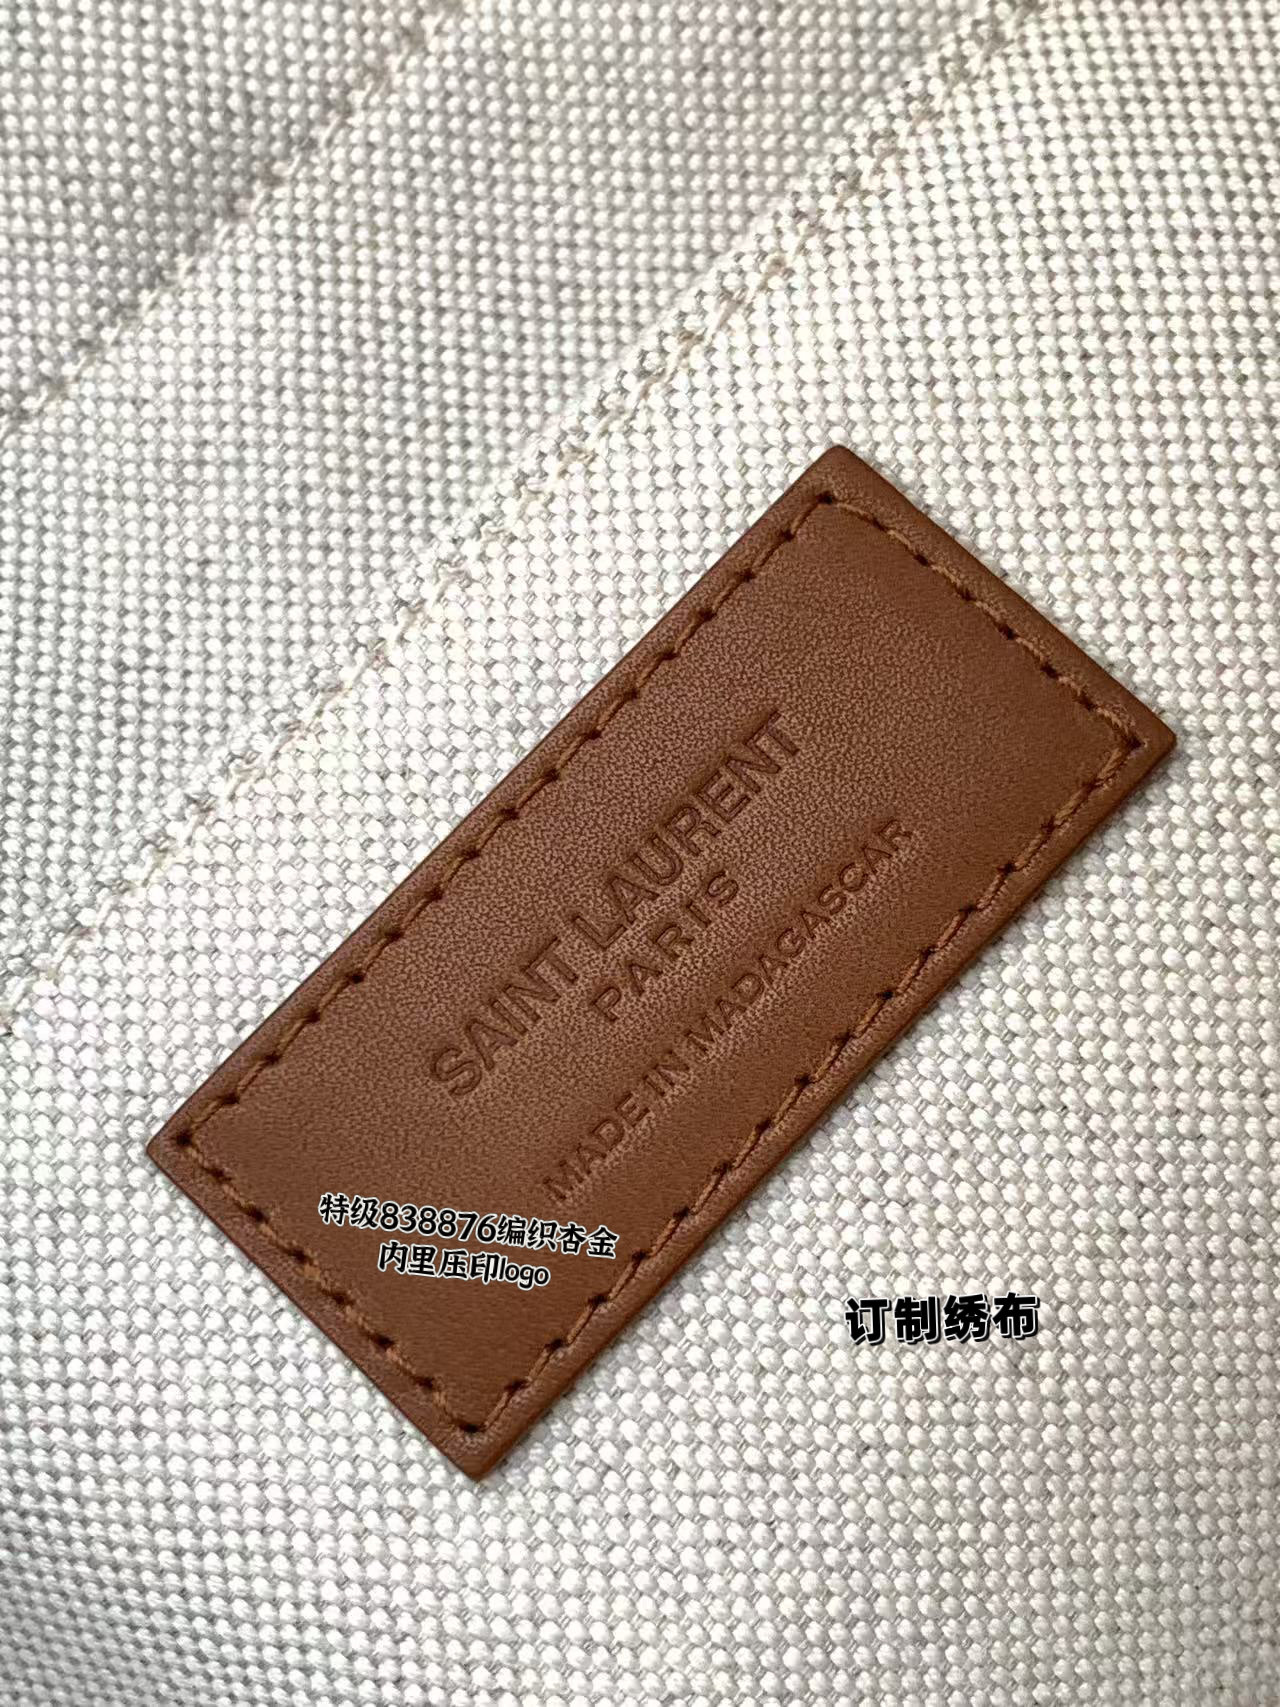 SAINT LAURENT
PARIS
MADE IN MADAGASCAR
特级838876编织杏金
内里压印logo
订制绣布